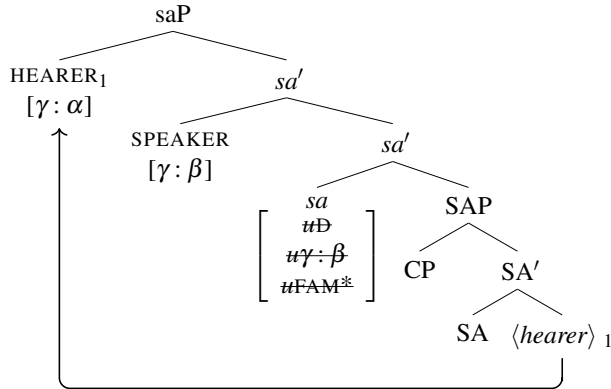 saP
HEARER₁
[γ : α]
sa′
SPEAKER
[γ : β]
sa′
sa
uD
uγ : β
uFAM*
SAP
CP
SA′
SA
⟨hearer⟩ ₁